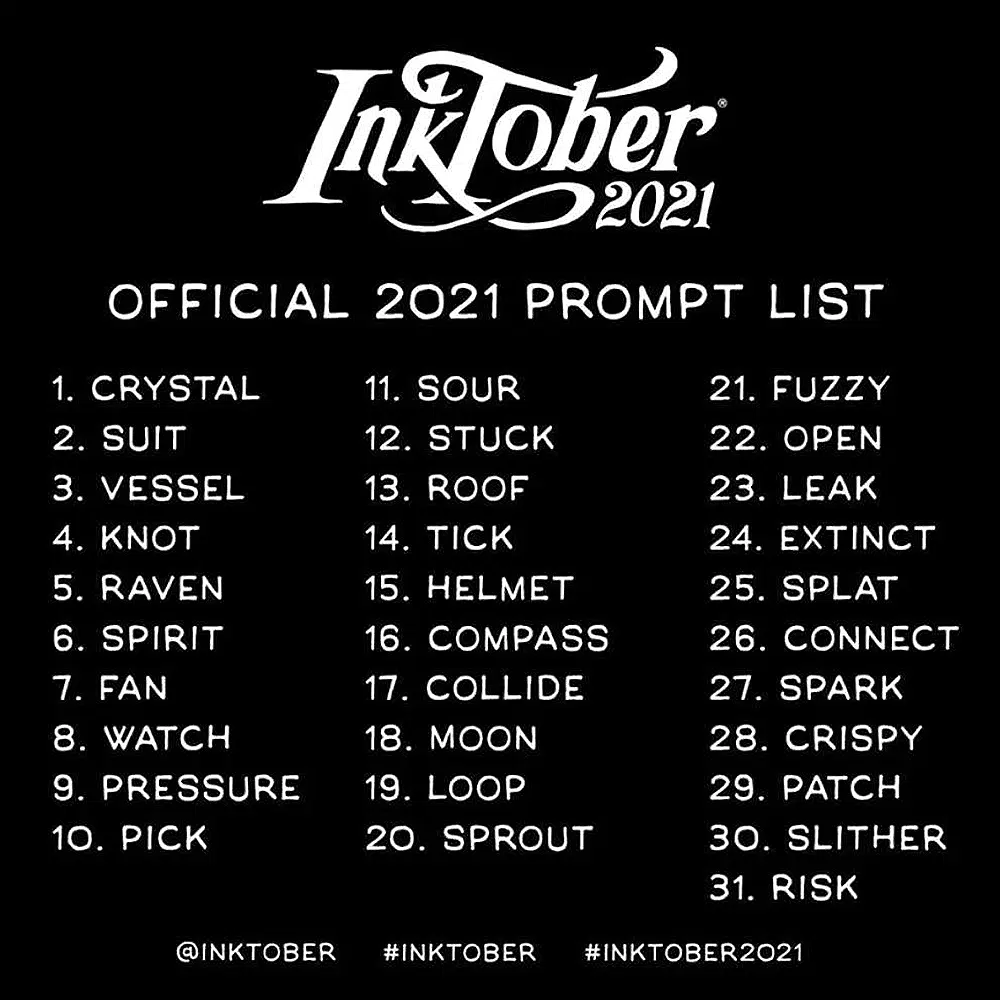 InkTober®
2021
OFFICIAL 2021 PROMPT LIST
1. CRYSTAL
2. SUIT
3. VESSEL
4. KNOT
5. RAVEN
6. SPIRIT
7. FAN
8. WATCH
9. PRESSURE
10. PICK
11. SOUR
12. STUCK
13. ROOF
14. TICK
15. HELMET
16. COMPASS
17. COLLIDE
18. MOON
19. LOOP
20. SPROUT
21. FUZZY
22. OPEN
23. LEAK
24. EXTINCT
25. SPLAT
26. CONNECT
27. SPARK
28. CRISPY
29. PATCH
30. SLITHER
31. RISK
@INKTOBER #INKTOBER #INKTOBER2021